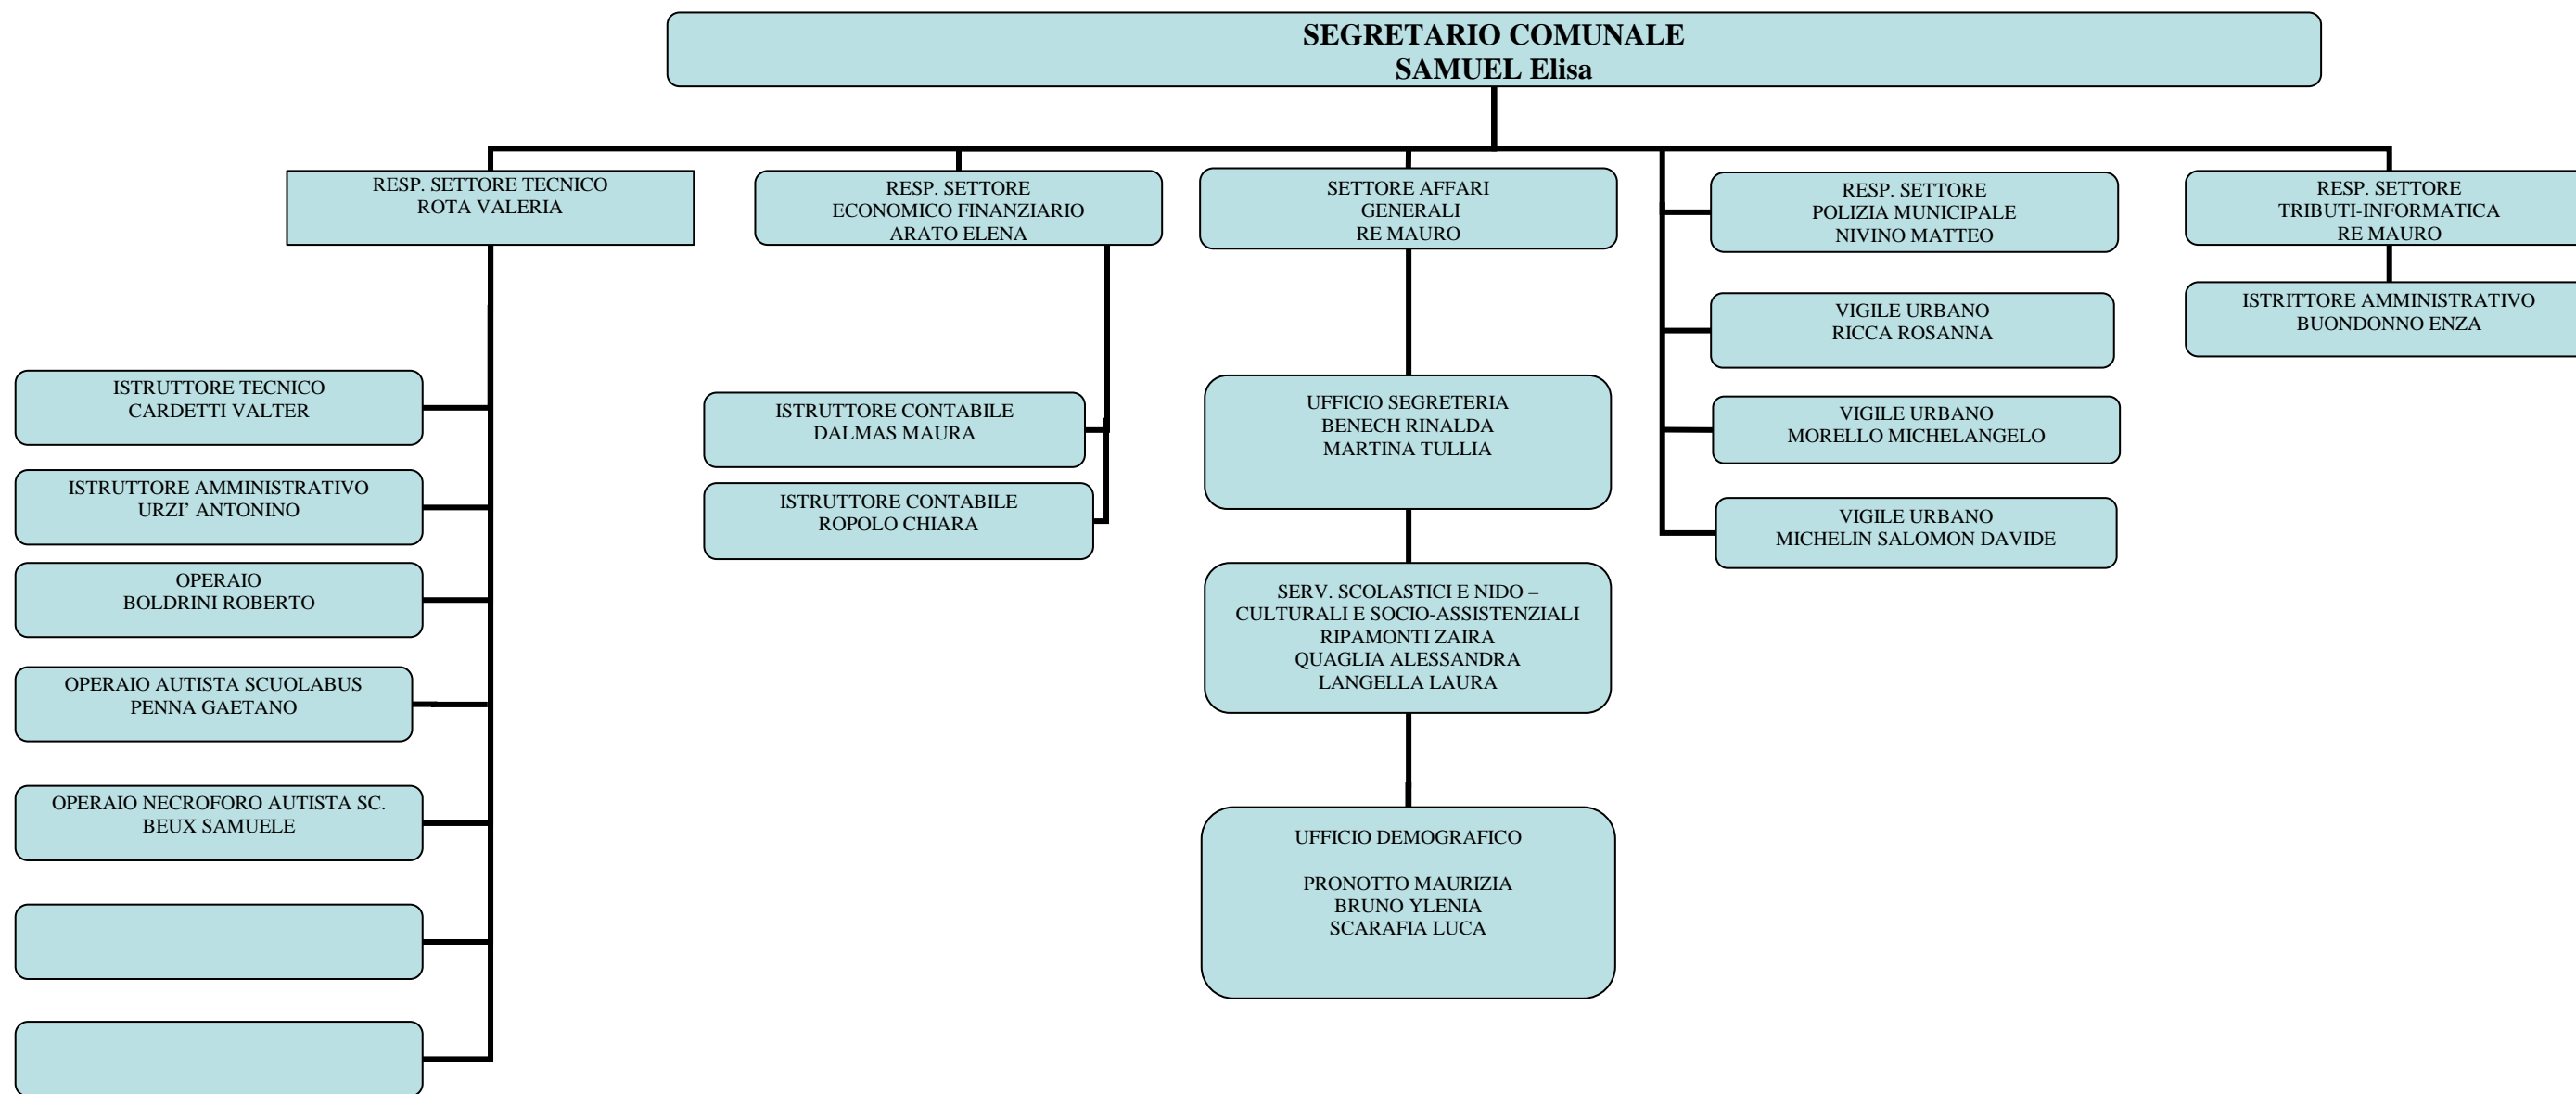 SEGRETARIO COMUNALE
SAMUEL Elisa
RESP. SETTORE TECNICO
ROTA VALERIA
RESP. SETTORE
ECONOMICO FINANZIARIO
ARATO ELENA
SETTORE AFFARI
GENERALI
RE MAURO
RESP. SETTORE
POLIZIA MUNICIPALE
NIVINO MATTEO
RESP. SETTORE
TRIBUTI-INFORMATICA
RE MAURO
ISTRUTTORE TECNICO
CARDETTI VALTER
ISTRUTTORE AMMINISTRATIVO
URZI’ ANTONINO
OPERAIO
BOLDRINI ROBERTO
OPERAIO AUTISTA SCUOLABUS
PENNA GAETANO
OPERAIO NECROFORO AUTISTA SC.
BEUX SAMUELE
ISTRUTTORE CONTABILE
DALMAS MAURA
ISTRUTTORE CONTABILE
ROPOLO CHIARA
UFFICIO SEGRETERIA
BENECH RINALDA
MARTINA TULLIA
SERV. SCOLASTICI E NIDO –
CULTURALI E SOCIO-ASSISTENZIALI
RIPAMONTI ZAIRA
QUAGLIA ALESSANDRA
LANGELLA LAURA
UFFICIO DEMOGRAFICO
PRONOTTO MAURIZIA
BRUNO YLENIA
SCARAFIA LUCA
VIGILE URBANO
RICCA ROSANNA
VIGILE URBANO
MORELLO MICHELANGELO
VIGILE URBANO
MICHELIN SALOMON DAVIDE
ISTRITTORE AMMINISTRATIVO
BUONDONNO ENZA